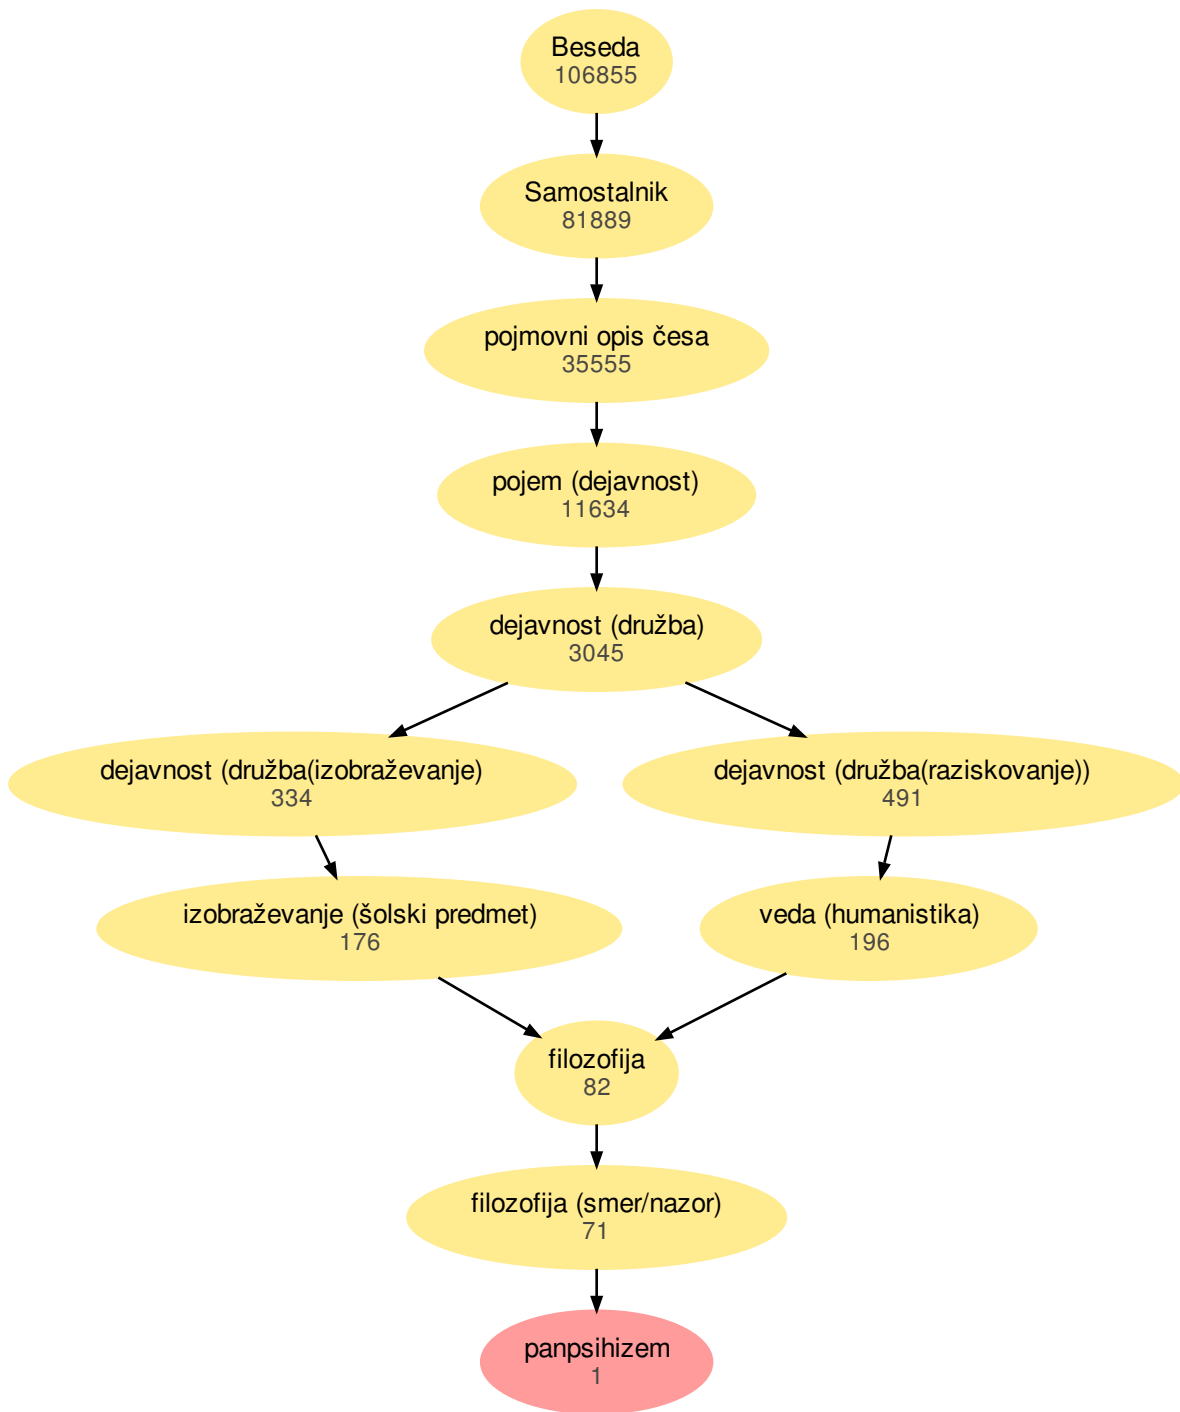 Beseda
106855
Samostalnik
81889
pojmovni opis česa
35555
pojem (dejavnost)
11634
dejavnost (družba)
3045
dejavnost (družba(izobraževanje)
334
dejavnost (družba(raziskovanje))
491
izobraževanje (šolski predmet)
176
veda (humanistika)
196
filozofija
82
filozofija (smer/nazor)
71
panpsihizem
1